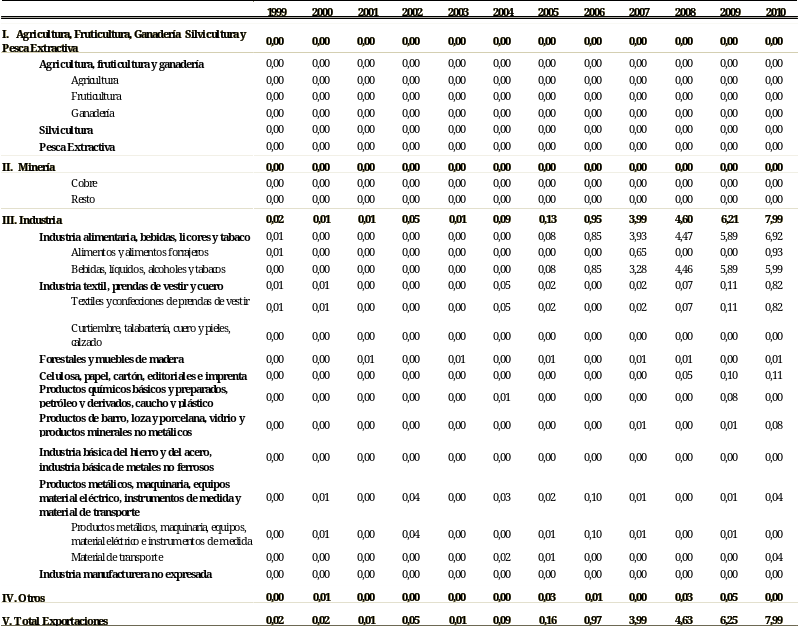 1999 2000 2001 2002 2003 2004 2005 2006 2007 2008 2009 2010
I. Agricultura, Fruticultura, Ganadería Silvicultura y
Pesca Extractiva 0,00 0,00 0,00 0,00 0,00 0,00 0,00 0,00 0,00 0,00 0,00 0,00
Agricultura, fruticultura y ganadería 0,00 0,00 0,00 0,00 0,00 0,00 0,00 0,00 0,00 0,00 0,00 0,00
Agricultura 0,00 0,00 0,00 0,00 0,00 0,00 0,00 0,00 0,00 0,00 0,00 0,00
Fruticultura 0,00 0,00 0,00 0,00 0,00 0,00 0,00 0,00 0,00 0,00 0,00 0,00
Ganadería 0,00 0,00 0,00 0,00 0,00 0,00 0,00 0,00 0,00 0,00 0,00 0,00
Silvicultura 0,00 0,00 0,00 0,00 0,00 0,00 0,00 0,00 0,00 0,00 0,00 0,00
Pesca Extractiva 0,00 0,00 0,00 0,00 0,00 0,00 0,00 0,00 0,00 0,00 0,00 0,00
II. Minería 0,00 0,00 0,00 0,00 0,00 0,00 0,00 0,00 0,00 0,00 0,00 0,00
Cobre 0,00 0,00 0,00 0,00 0,00 0,00 0,00 0,00 0,00 0,00 0,00 0,00
Resto 0,00 0,00 0,00 0,00 0,00 0,00 0,00 0,00 0,00 0,00 0,00 0,00
III. Industria 0,02 0,01 0,01 0,05 0,01 0,09 0,13 0,95 3,99 4,60 6,21 7,99
Industria alimentaria, bebidas, licores y tabaco 0,01 0,00 0,00 0,00 0,00 0,00 0,08 0,85 3,93 4,47 5,89 6,92
Alimentos y alimentos forrajeros 0,01 0,00 0,00 0,00 0,00 0,00 0,00 0,00 0,65 0,00 0,00 0,93
Bebidas, líquidos, alcoholes y tabacos 0,00 0,00 0,00 0,00 0,00 0,00 0,08 0,85 3,28 4,46 5,89 5,99
Industria textil, prendas de vestir y cuero 0,01 0,01 0,00 0,00 0,00 0,05 0,02 0,00 0,02 0,07 0,11 0,82
Textiles y confecciones de prendas de vestir 0,01 0,01 0,00 0,00 0,00 0,05 0,02 0,00 0,02 0,07 0,11 0,82
Curtiembre, talabartería, cuero y pieles,
calzado 0,00 0,00 0,00 0,00 0,00 0,00 0,00 0,00 0,00 0,00 0,00 0,00
Forestales y muebles de madera 0,00 0,00 0,01 0,00 0,01 0,00 0,01 0,00 0,01 0,01 0,00 0,01
Celulosa, papel, cartón, editoriales e imprenta 0,00 0,00 0,00 0,00 0,00 0,00 0,00 0,00 0,00 0,05 0,10 0,11
Productos químicos básicos y preparados,
petróleo y derivados, caucho y plástico 0,00 0,00 0,00 0,00 0,00 0,01 0,00 0,00 0,00 0,00 0,08 0,00
Productos de barro, loza y porcelana, vidrio y
productos minerales no metálicos 0,00 0,00 0,00 0,00 0,00 0,00 0,00 0,00 0,01 0,00 0,01 0,08
Industria básica del hierro y del acero,
industria básica de metales no ferrosos 0,00 0,00 0,00 0,00 0,00 0,00 0,00 0,00 0,00 0,00 0,00 0,00
Productos metálicos, maquinaria, equipos
material eléctrico, instrumentos de medida y
material de transporte 0,00 0,01 0,00 0,04 0,00 0,03 0,02 0,10 0,01 0,00 0,01 0,04
Productos metálicos, maquinaria, equipos,
material eléctric e instrumentos de medida 0,00 0,01 0,00 0,04 0,00 0,00 0,01 0,10 0,01 0,00 0,01 0,00
Material de transporte 0,00 0,00 0,00 0,00 0,00 0,02 0,01 0,00 0,00 0,00 0,00 0,04
Industria manufacturera no expresada 0,00 0,00 0,00 0,00 0,00 0,00 0,00 0,00 0,00 0,00 0,00 0,00
IV. Otros 0,00 0,01 0,00 0,00 0,00 0,00 0,03 0,01 0,00 0,03 0,05 0,00
V. Total Exportaciones 0,02 0,02 0,01 0,05 0,01 0,09 0,16 0,96 3,99 4,63 6,25 7,99